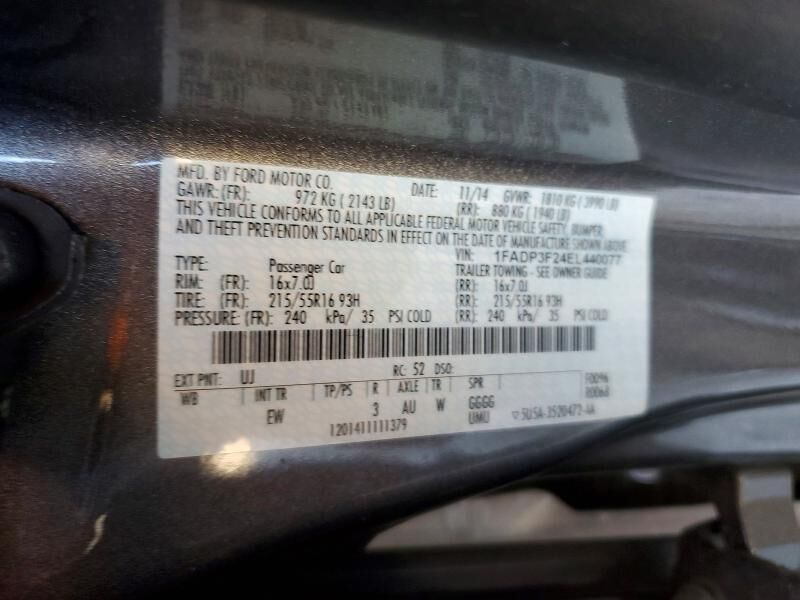 MFD. BY FORD MOTOR CO.
DATE: 11/14 GVWR: 1810 KG ( 3990 LB)
GAWR: (FR): 972 KG ( 2143 LB) (RR): 880 KG ( 1940 LB)
THIS VEHICLE CONFORMS TO ALL APPLICABLE FEDERAL MOTOR VEHICLE SAFETY, BUMPER,
AND THEFT PREVENTION STANDARDS IN EFFECT ON THE DATE OF MANUFACTURE SHOWN ABOVE.
VIN: 1FADP3F24EL440077
TYPE: Passenger Car TRAILER TOWING - SEE OWNER GUIDE
RIM: (FR): 16x7.0J (RR): 16x7.0J
TIRE: (FR): 215/55R16 93H (RR): 215/55R16 93H
PRESSURE: (FR): 240 kPa/ 35 PSI COLD (RR): 240 kPa/ 35 PSI COLD
EXT PNT: UJ RC: 52 DSO:
WB INT TR TP/PS R AXLE TR SPR
F0096
R0068
EW 3 AU W GGGG
UMU
1201411111379
▽5U5A-3520472-AA